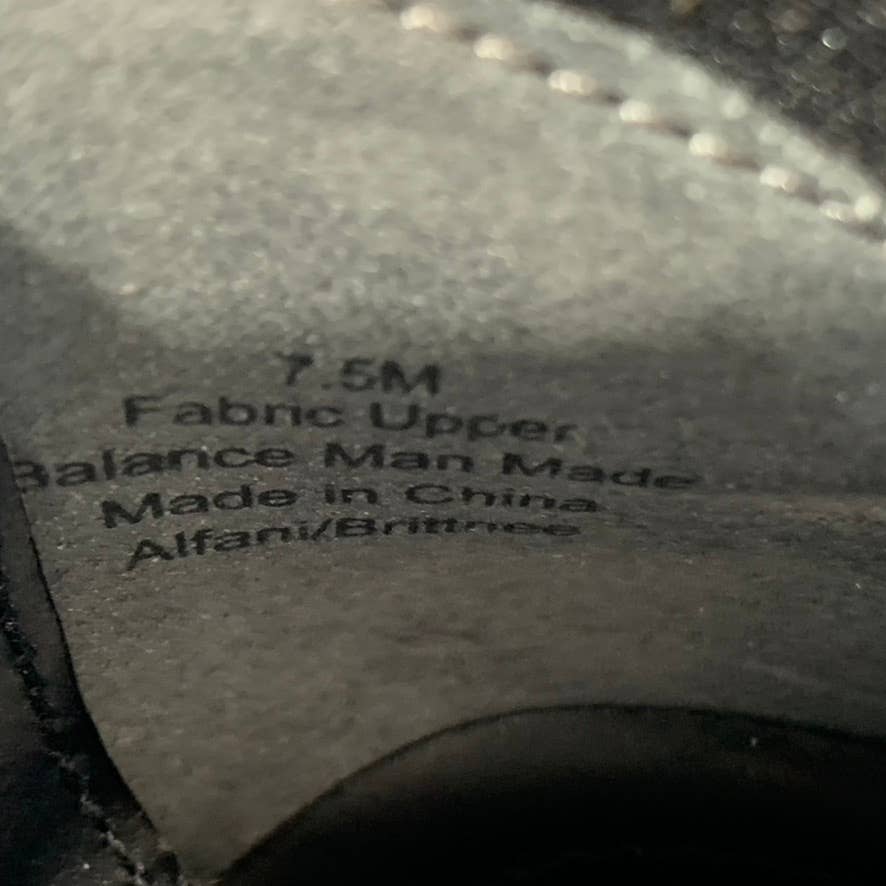 7.5M
Fabric Upper
Balance Man Made
Made in China
Alfani/Brittnee